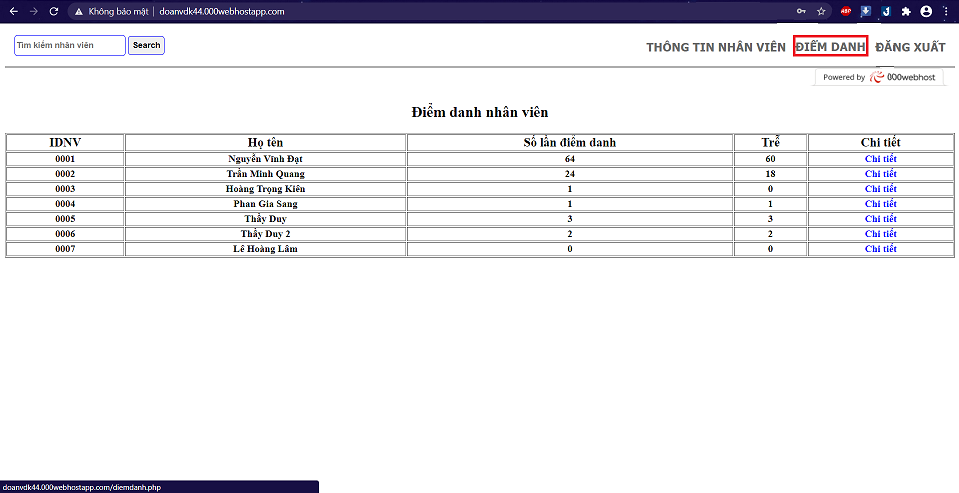 Không bảo mật | doanvdk44.000webhostapp.com
ABP
Tìm kiếm nhân viên Search THÔNG TIN NHÂN VIÊN ĐIỂM DANH ĐĂNG XUẤT
Powered by 000webhost
Điểm danh nhân viên
IDNV Họ tên Số lần điểm danh Trễ Chi tiết
0001 Nguyễn Vĩnh Đạt 64 60 Chi tiết
0002 Trần Minh Quang 24 18 Chi tiết
0003 Hoàng Trọng Kiên 1 0 Chi tiết
0004 Phan Gia Sang 1 1 Chi tiết
0005 Thầy Duy 3 3 Chi tiết
0006 Thầy Duy 2 2 2 Chi tiết
0007 Lê Hoàng Lâm 0 0 Chi tiết
doanvdk44.000webhostapp.com/diemdanh.php